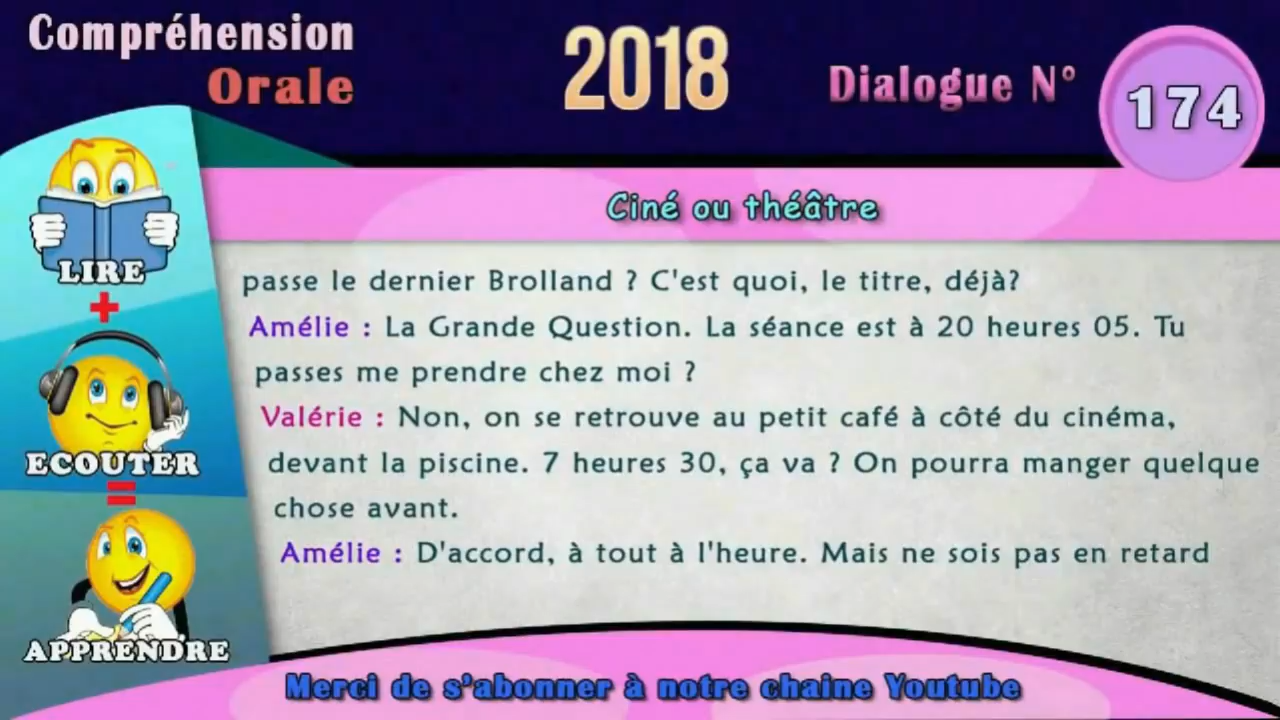 Compréhension
Orale
2018
Dialogue N°
174
Ciné ou théâtre
LIRE
+
ECOUTER
=
APPRENDRE
passe le dernier Brolland ? C'est quoi, le titre, déjà?
Amélie : La Grande Question. La séance est à 20 heures 05. Tu
passes me prendre chez moi ?
Valérie : Non, on se retrouve au petit café à côté du cinéma,
devant la piscine. 7 heures 30, ça va ? On pourra manger quelque
chose avant.
Amélie : D'accord, à tout à l'heure. Mais ne sois pas en retard
Merci de s'abonner à notre chaine Youtube